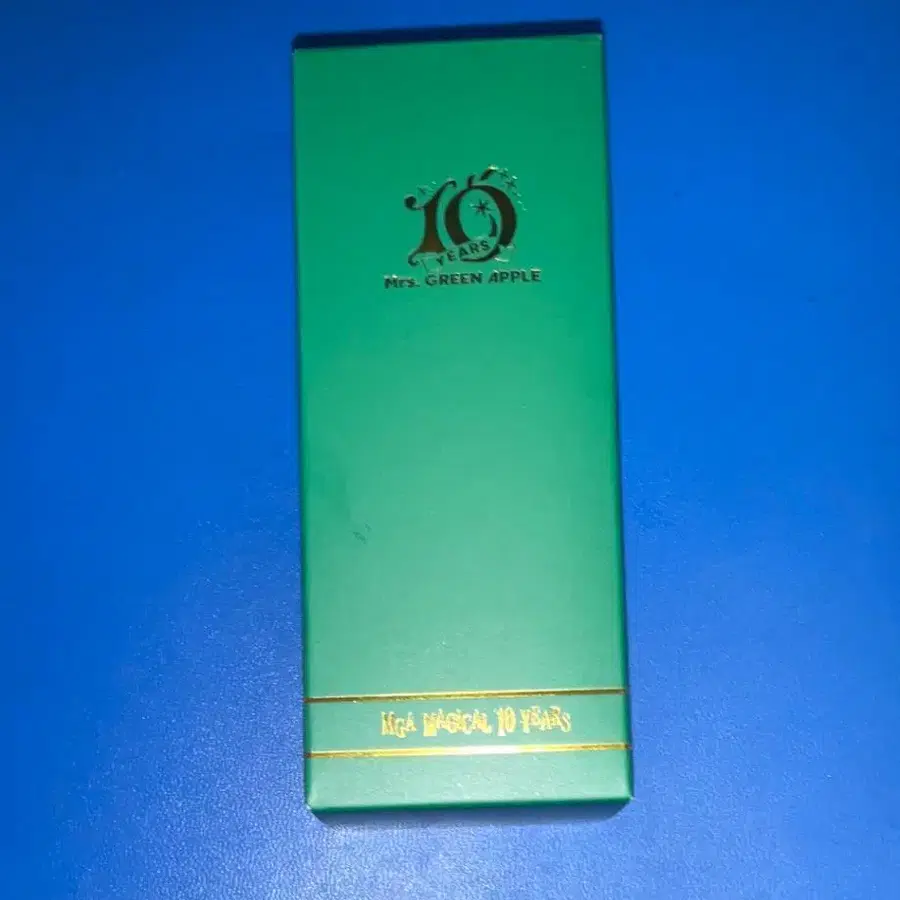 10
YEARS
Mrs. GREEN APPLE
MGA MAGICAL 10 YEARS